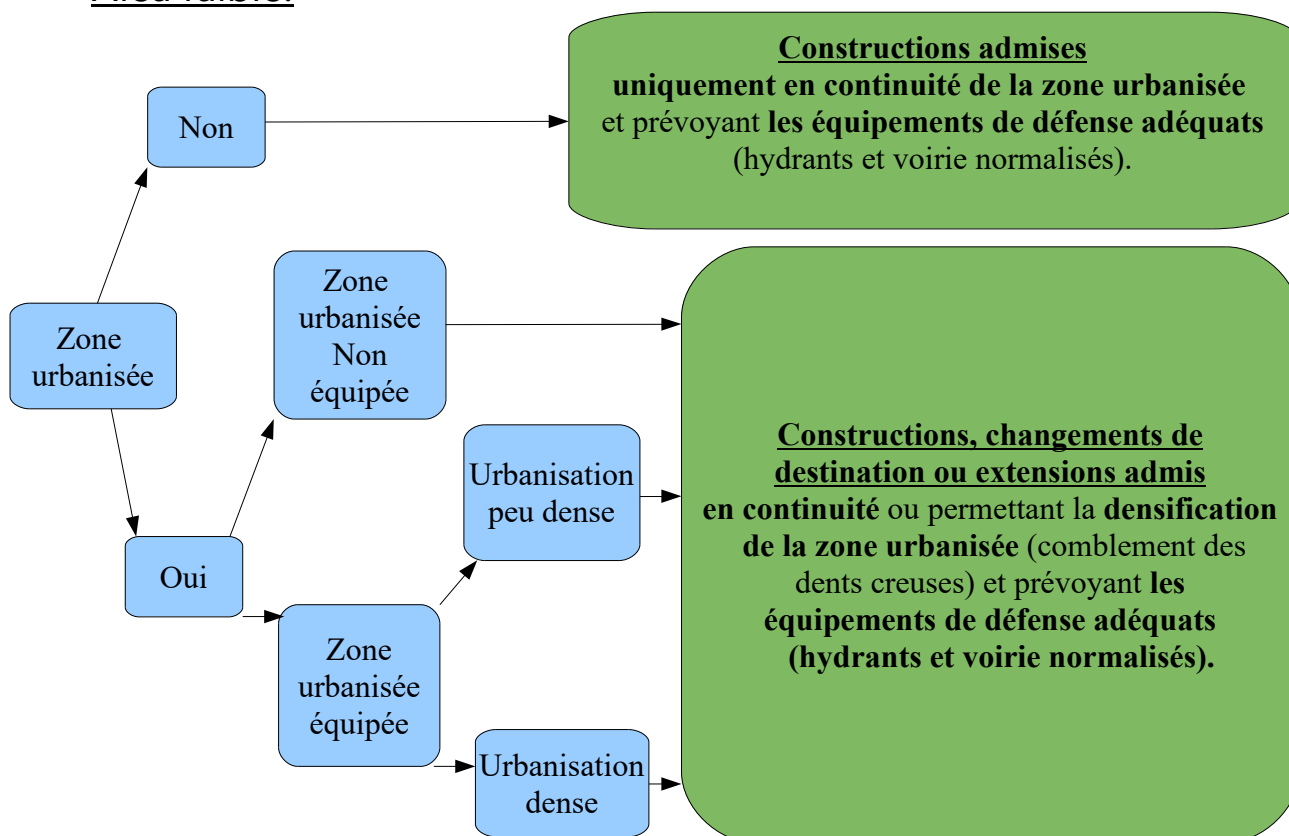 Constructions admises
uniquement en continuité de la zone urbanisée
et prévoyant les équipements de défense adéquats
(hydrants et voirie normalisés).
Non
Zone
urbanisée
Zone
urbanisée
Non
équipée
Oui
Urbanisation
peu dense
Zone
urbanisée
équipée
Urbanisation
dense
Constructions, changements de
destination ou extensions admis
en continuité ou permettant la densification
de la zone urbanisée (comblement des
dents creuses) et prévoyant les
équipements de défense adéquats
(hydrants et voirie normalisés).